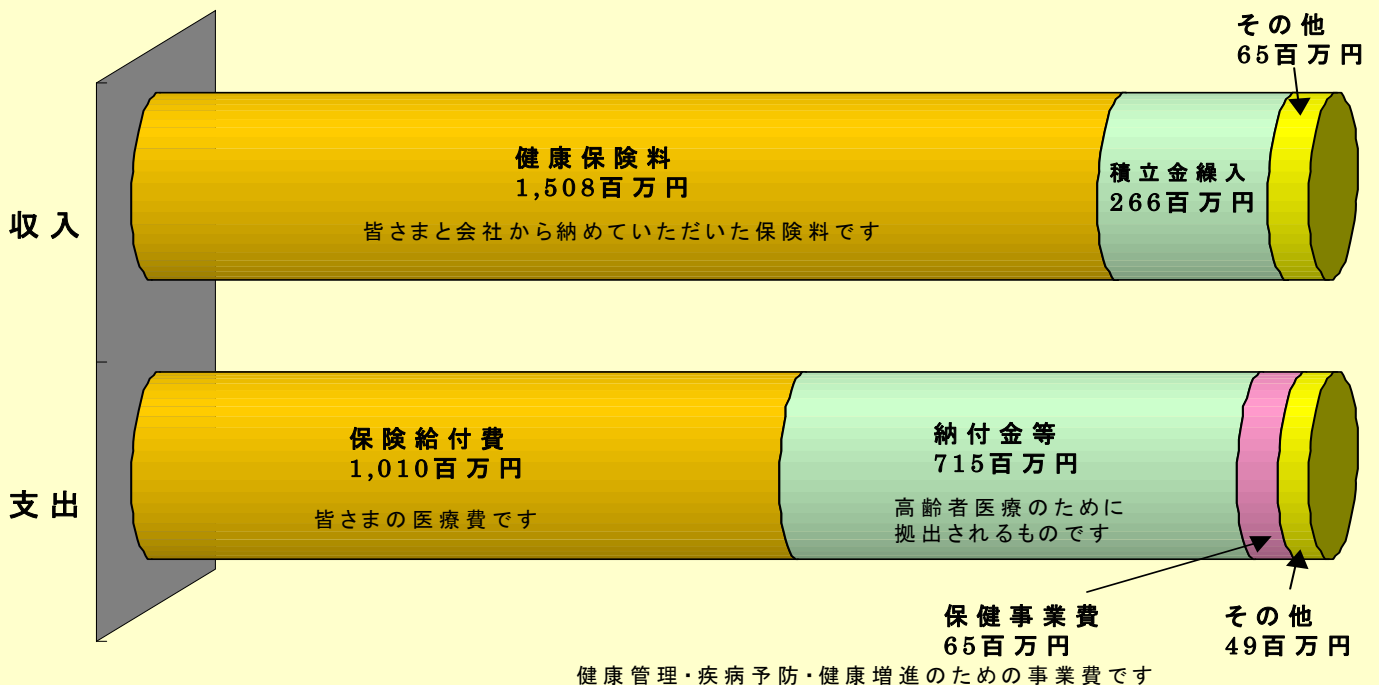 その他
65百万円
健康保険料
1,508百万円
皆さまと会社から納めていただいた保険料です
積立金繰入
266百万円
収入
保険給付費
1,010百万円
皆さまの医療費です
納付金等
715百万円
高齢者医療のために
拠出されるものです
支出
保健事業費
65百万円
健康管理・疾病予防・健康増進のための事業費です
その他
49百万円